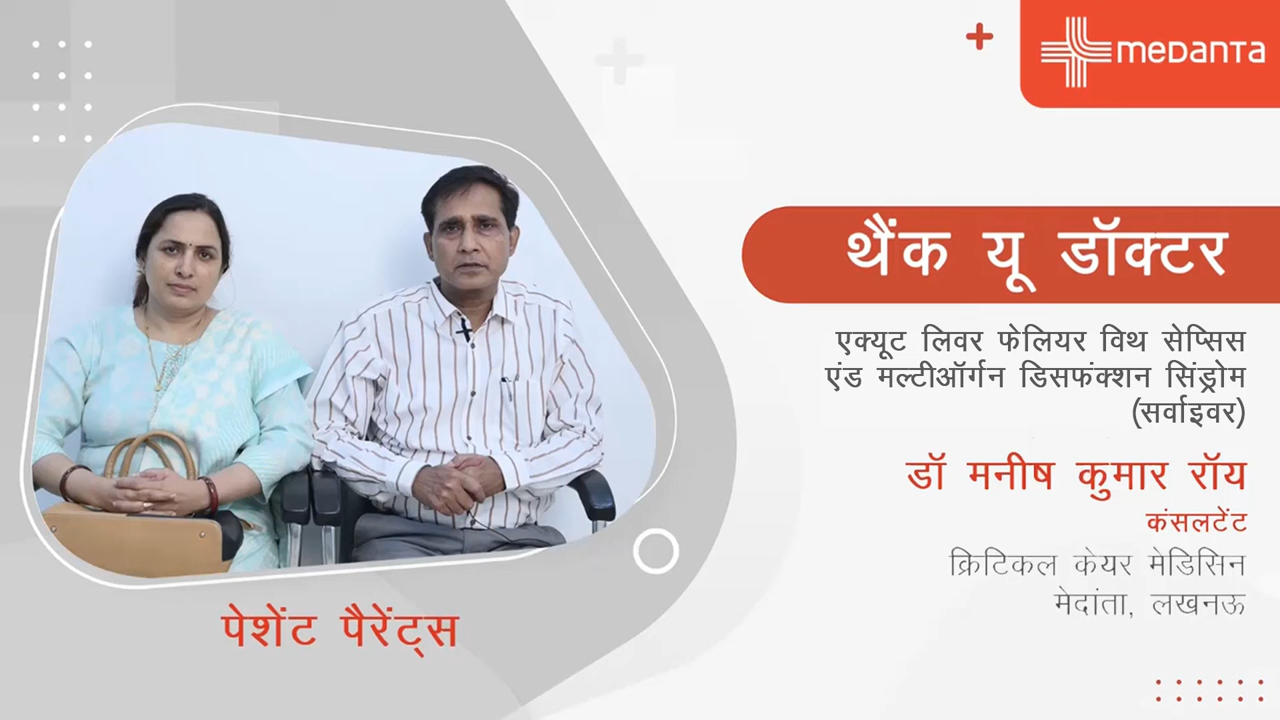 medanta
थैंक यू डॉक्टर
एक्यूट लिवर फेलियर विथ सेप्सिस
एंड मल्टीऑर्गन डिसफंक्शन सिंड्रोम
(सर्वाइवर)
डॉ मनीष कुमार रॉय
कंसलटेंट
क्रिटिकल केयर मेडिसिन
मेदांता, लखनऊ
पेशेंट पैरेंट्स